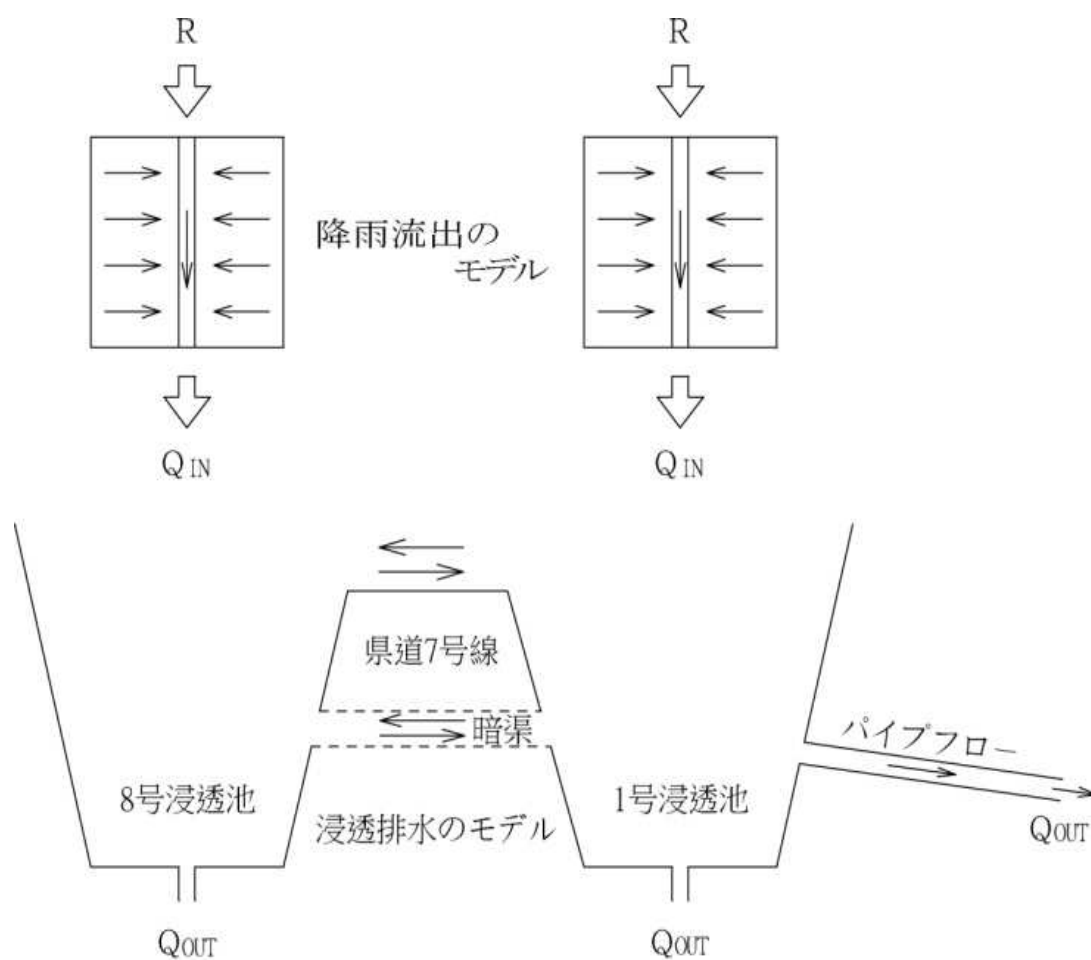 R
R
降雨流出の
モデル
QIN
QIN
県道7号線
暗渠
パイプフロー
8号浸透池
1号浸透池
浸透排水のモデル
QOUT
QOUT
QOUT